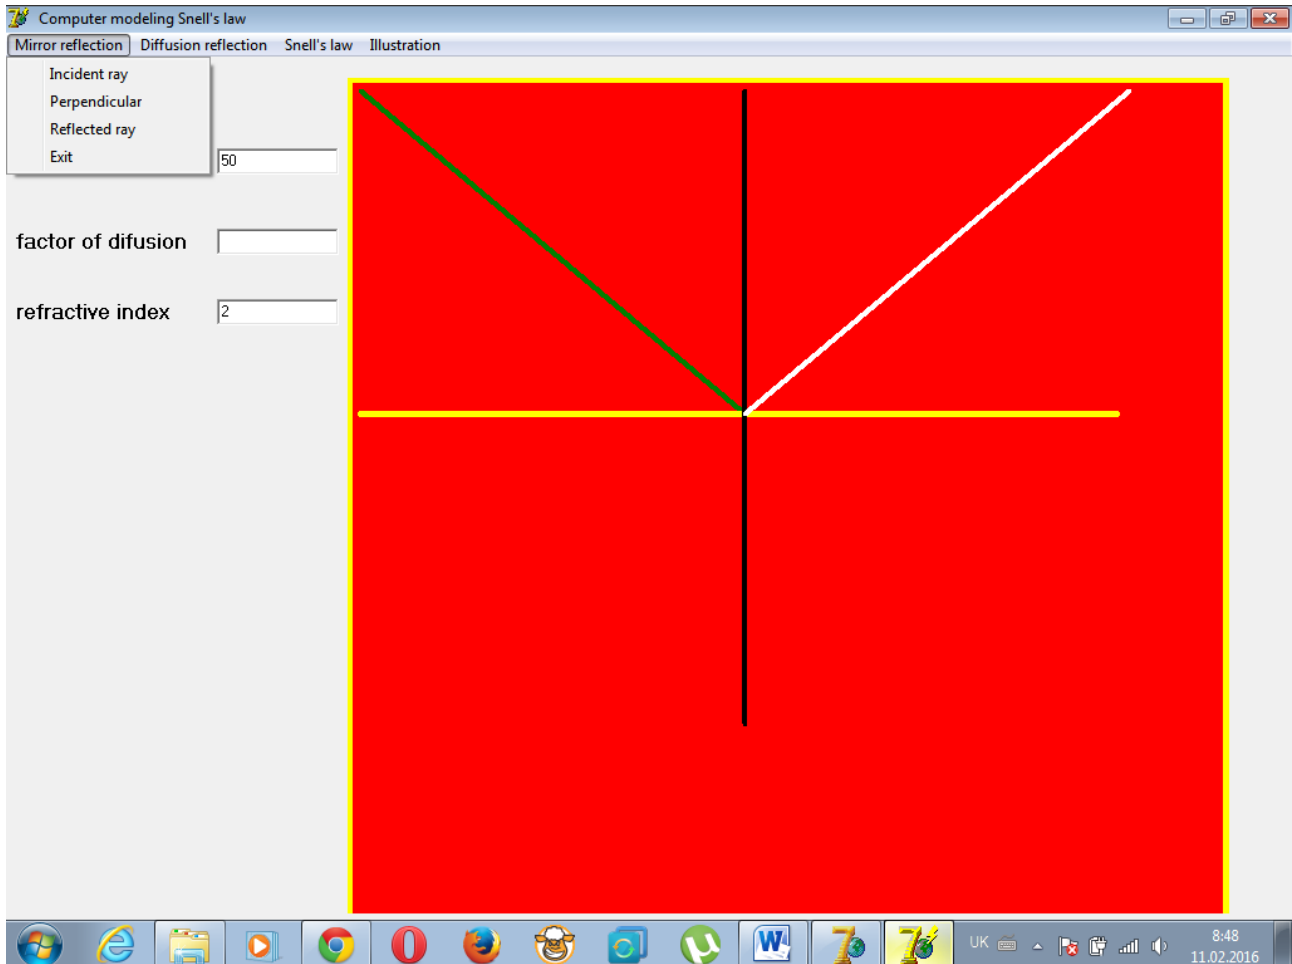 Computer modeling Snell's law
Mirror reflection Diffusion reflection Snell's law Illustration
Incident ray
Perpendicular
Reflected ray
Exit
50
factor of difusion
refractive index 2
UK 8:48
11.02.2016